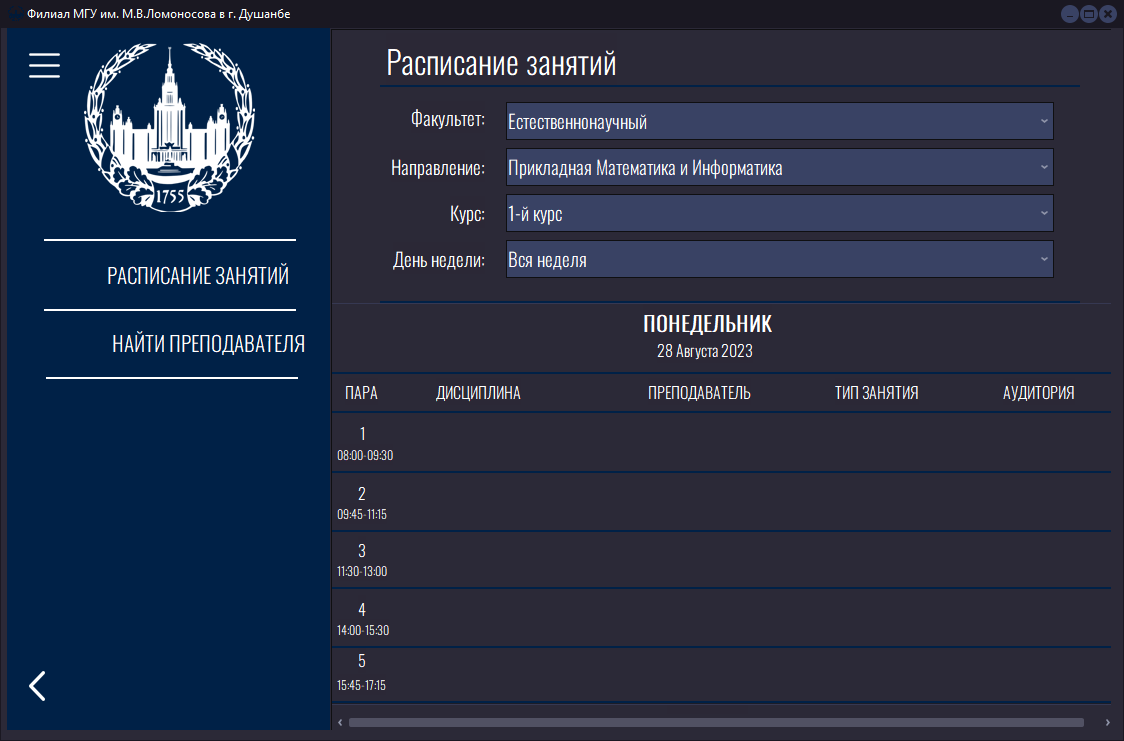 Филиал МГУ им. М.В.Ломоносова в г. Душанбе
1755
РАСПИСАНИЕ ЗАНЯТИЙ
НАЙТИ ПРЕПОДАВАТЕЛЯ
Расписание занятий
Факультет: Естественнонаучный
Направление: Прикладная Математика и Информатика
Курс: 1-й курс
День недели: Вся неделя
ПОНЕДЕЛЬНИК
28 Августа 2023
ПАРА ДИСЦИПЛИНА ПРЕПОДАВАТЕЛЬ ТИП ЗАНЯТИЯ АУДИТОРИЯ
1
08:00-09:30
2
09:45-11:15
3
11:30-13:00
4
14:00-15:30
5
15:45-17:15